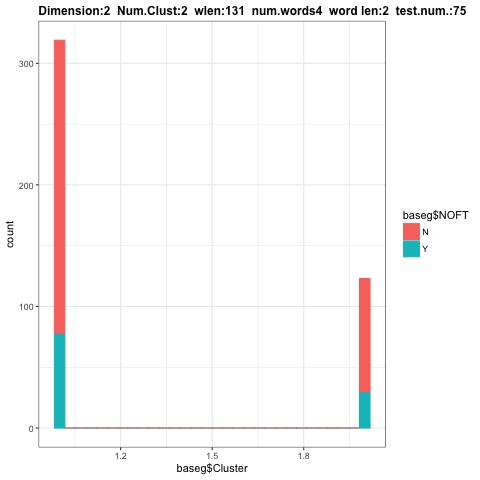 Dimension:2  Num.Clust:2  wlen:131  num.words4  word len:2  test.num.:75
300
200
100
0
count
1.2
1.5
1.8
baseg$Cluster
baseg$NOFT
N
Y